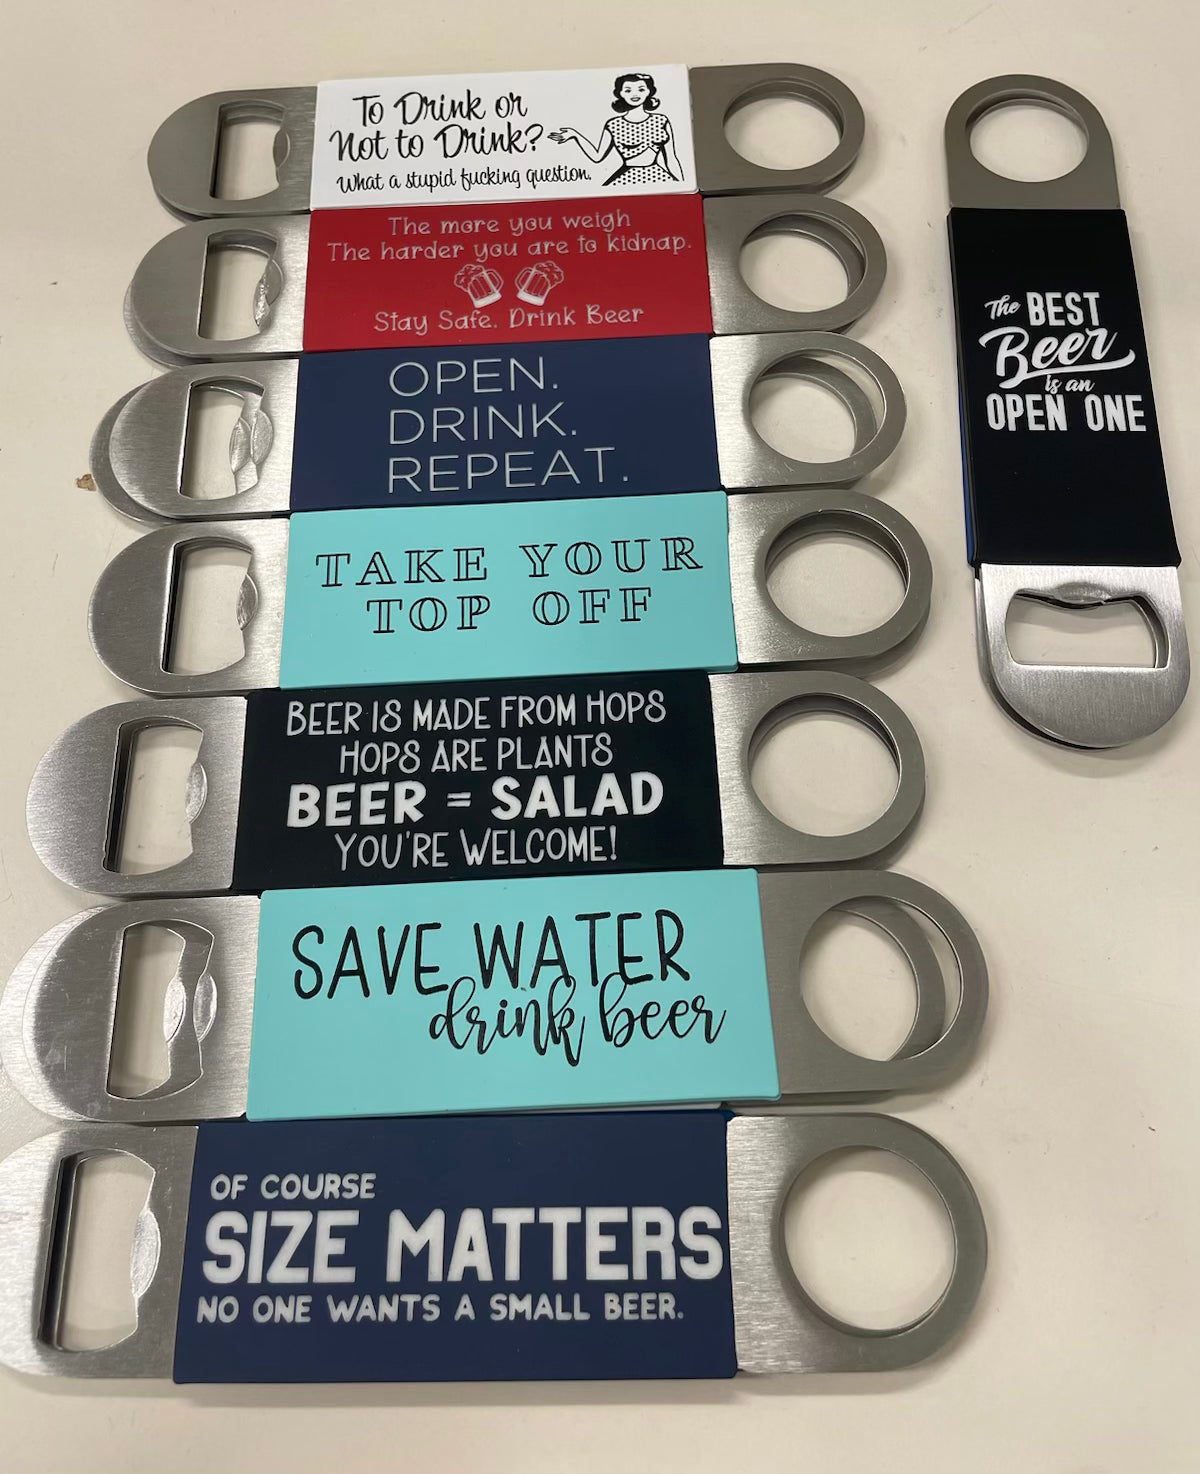 To Drink or
Not to Drink?
What a stupid fucking question.
The more you weigh
The harder you are to kidnap.
Stay Safe. Drink Beer
OPEN.
DRINK.
REPEAT.
TAKE YOUR
TOP OFF
BEER IS MADE FROM HOPS
HOPS ARE PLANTS
BEER = SALAD
YOU'RE WELCOME!
SAVE WATER
drink beer
OF COURSE
SIZE MATTERS
NO ONE WANTS A SMALL BEER.
The BEST
Beer
is an
OPEN ONE